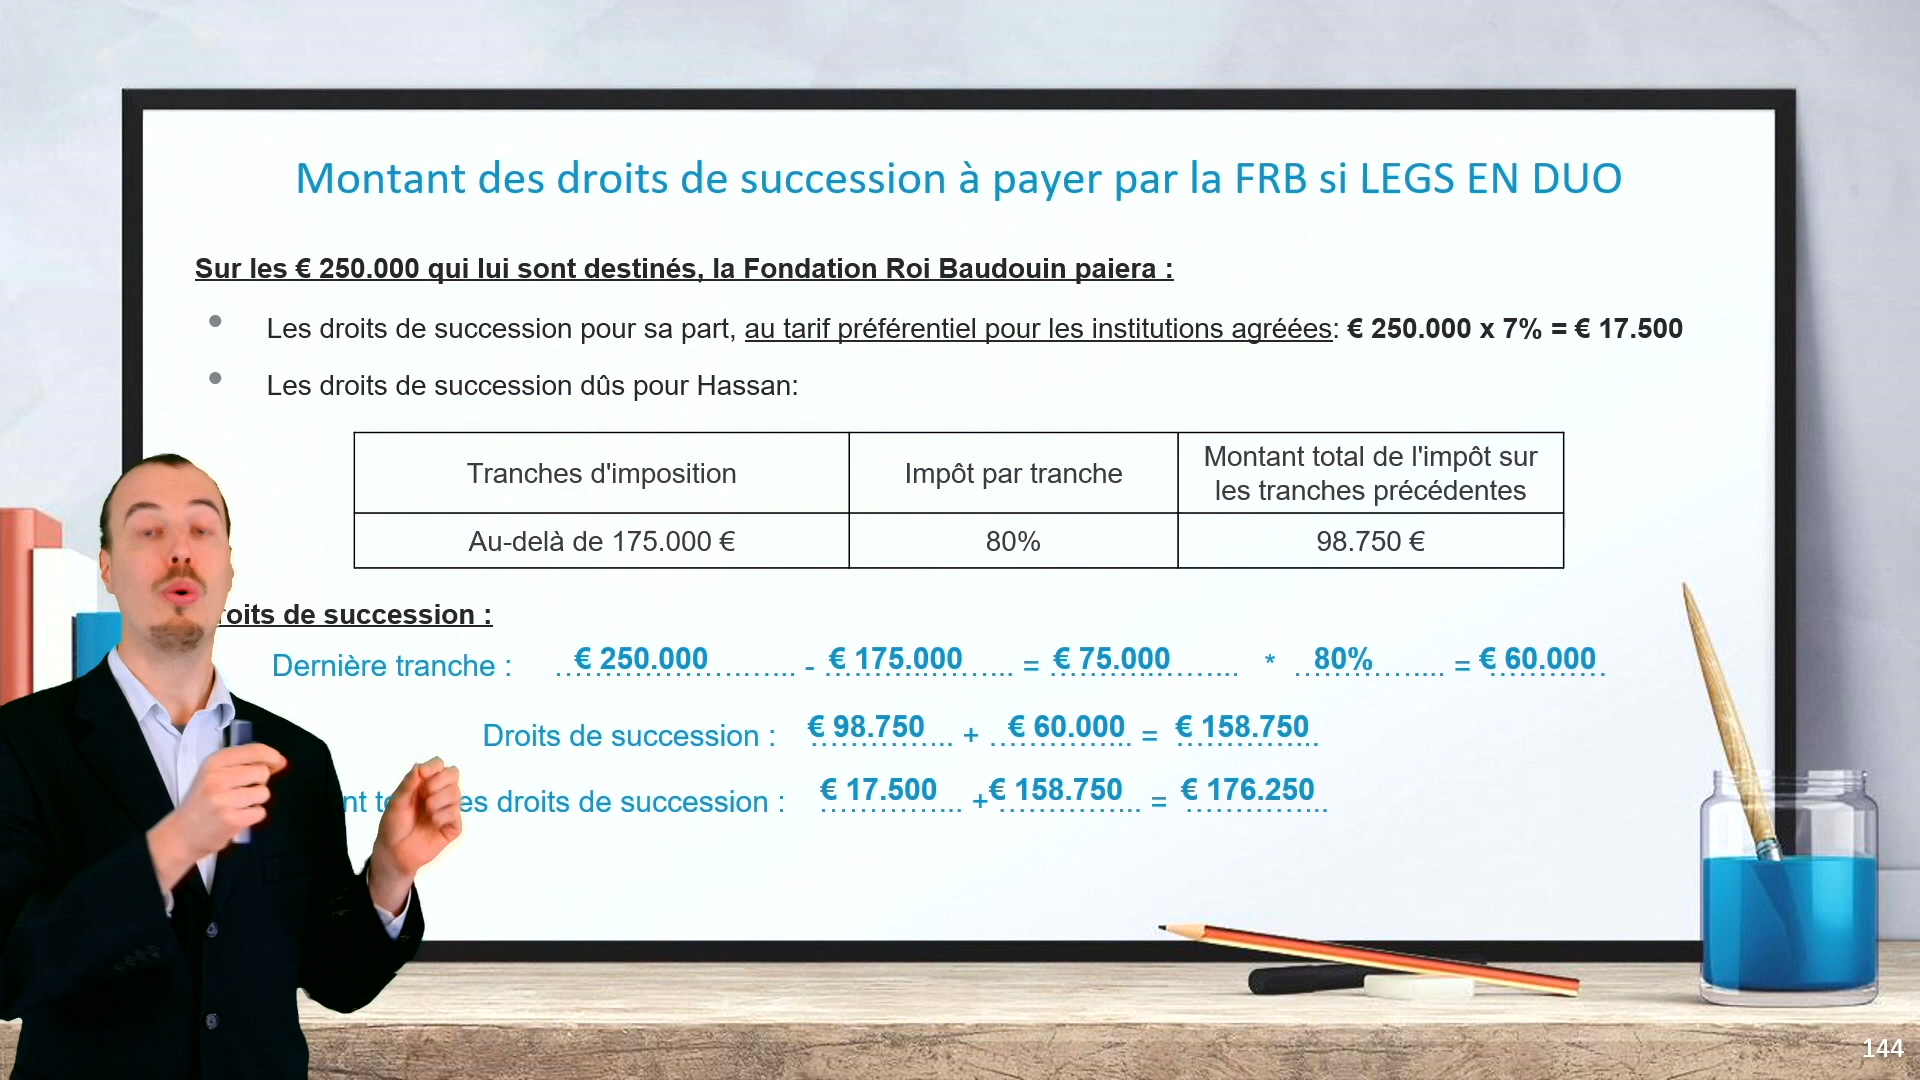 Montant des droits de succession à payer par la FRB si LEGS EN DUO
Sur les € 250.000 qui lui sont destinés, la Fondation Roi Baudouin paiera :
Les droits de succession pour sa part, au tarif préférentiel pour les institutions agréées: € 250.000 x 7% = € 17.500
Les droits de succession dûs pour Hassan:
Tranches d'imposition Impôt par tranche Montant total de l'impôt sur
les tranches précédentes
Au-delà de 175.000 € 80% 98.750 €
de succession :
Dernière tranche : € 250.000 - € 175.000 = € 75.000 * 80% = € 60.000
Droits de succession : € 98.750 + € 60.000 = € 158.750
droits de succession : € 17.500 + € 158.750 = € 176.250
144